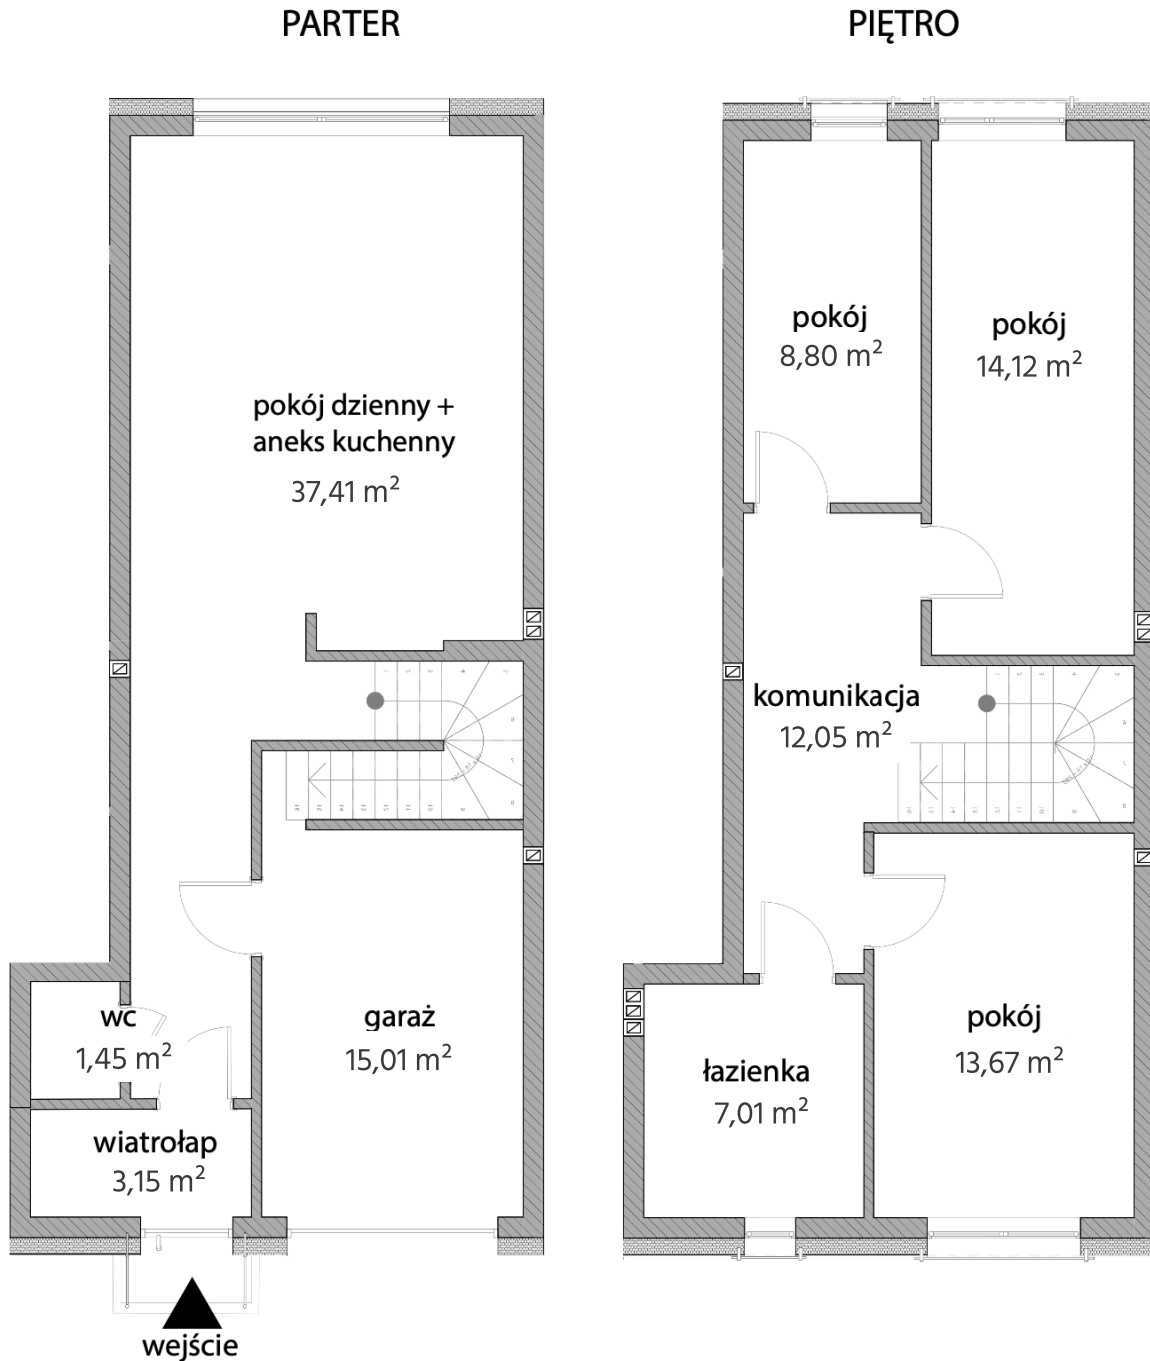 PARTER
pokój dzienny +
aneks kuchenny
37,41 m²
wc
1,45 m²
garaż
15,01 m²
wiatrołap
3,15 m²
wejście
PIĘTRO
pokój
8,80 m²
pokój
14,12 m²
komunikacja
12,05 m²
łazienka
7,01 m²
pokój
13,67 m²